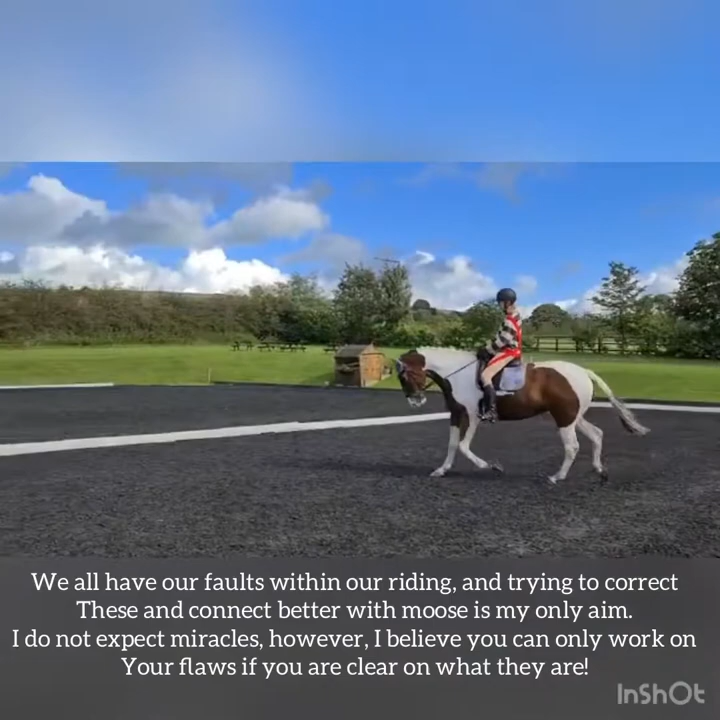 We all have our faults within our riding, and trying to correct
These and connect better with moose is my only aim.
I do not expect miracles, however, I believe you can only work on
Your flaws if you are clear on what they are!
InShOt